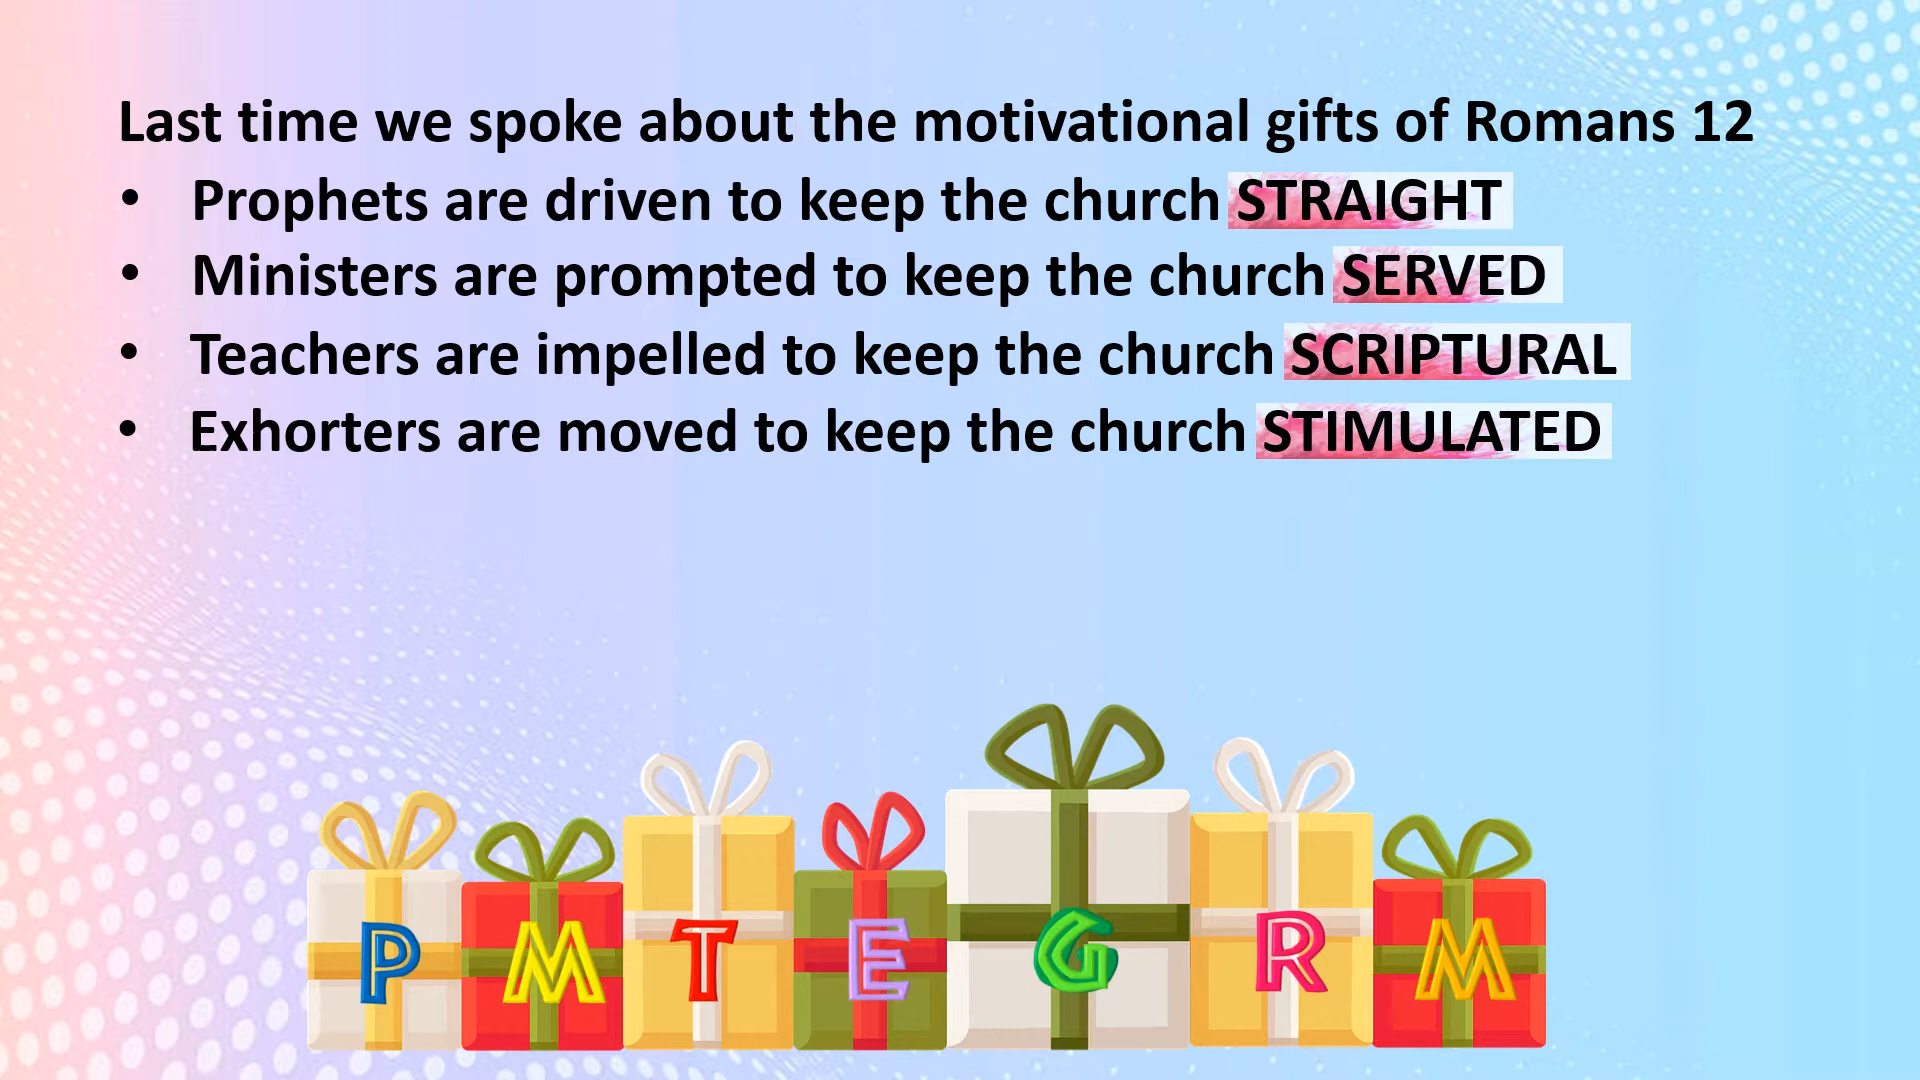 Last time we spoke about the motivational gifts of Romans 12
• Prophets are driven to keep the church STRAIGHT
• Ministers are prompted to keep the church SERVED
• Teachers are impelled to keep the church SCRIPTURAL
• Exhorters are moved to keep the church STIMULATED
P M T E G R M